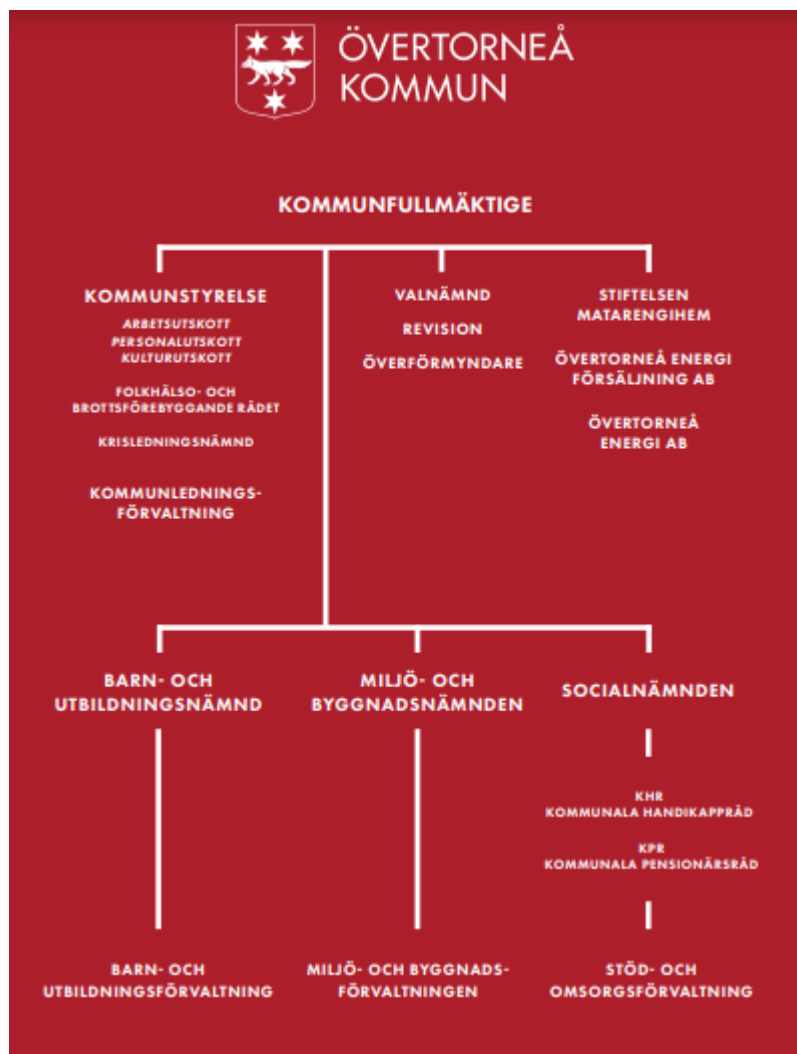 ÖVERTORNEÅ
KOMMUN
KOMMUNFULLMÄKTIGE
KOMMUNSTYRELSE
ARBETSUTSKOTT
PERSONALUTSKOTT
KULTURUTSKOTT
FOLKHÄLSO- OCH
BROTTSFÖREBYGGANDE RÅDET
KRISLEDNINGSNÄMND
KOMMUNLEDNINGS-
FÖRVALTNING
VALNÄMND
REVISION
ÖVERFÖRMYNDARE
STIFTELSEN
MATARENGIHEM
ÖVERTORNEÅ ENERGI
FÖRSÄLJNING AB
ÖVERTORNEÅ
ENERGI AB
BARN- OCH
UTBILDNINGSNÄMND
MILJÖ- OCH
BYGGNADSNÄMNDEN
SOCIALNÄMNDEN
KHR
KOMMUNALA HANDIKAPPRÅD
KPR
KOMMUNALA PENSIONÄRSRÅD
BARN- OCH
UTBILDNINGSFÖRVALTNING
MILJÖ- OCH BYGGNADS-
FÖRVALTNINGEN
STÖD- OCH
OMSORGSFÖRVALTNING